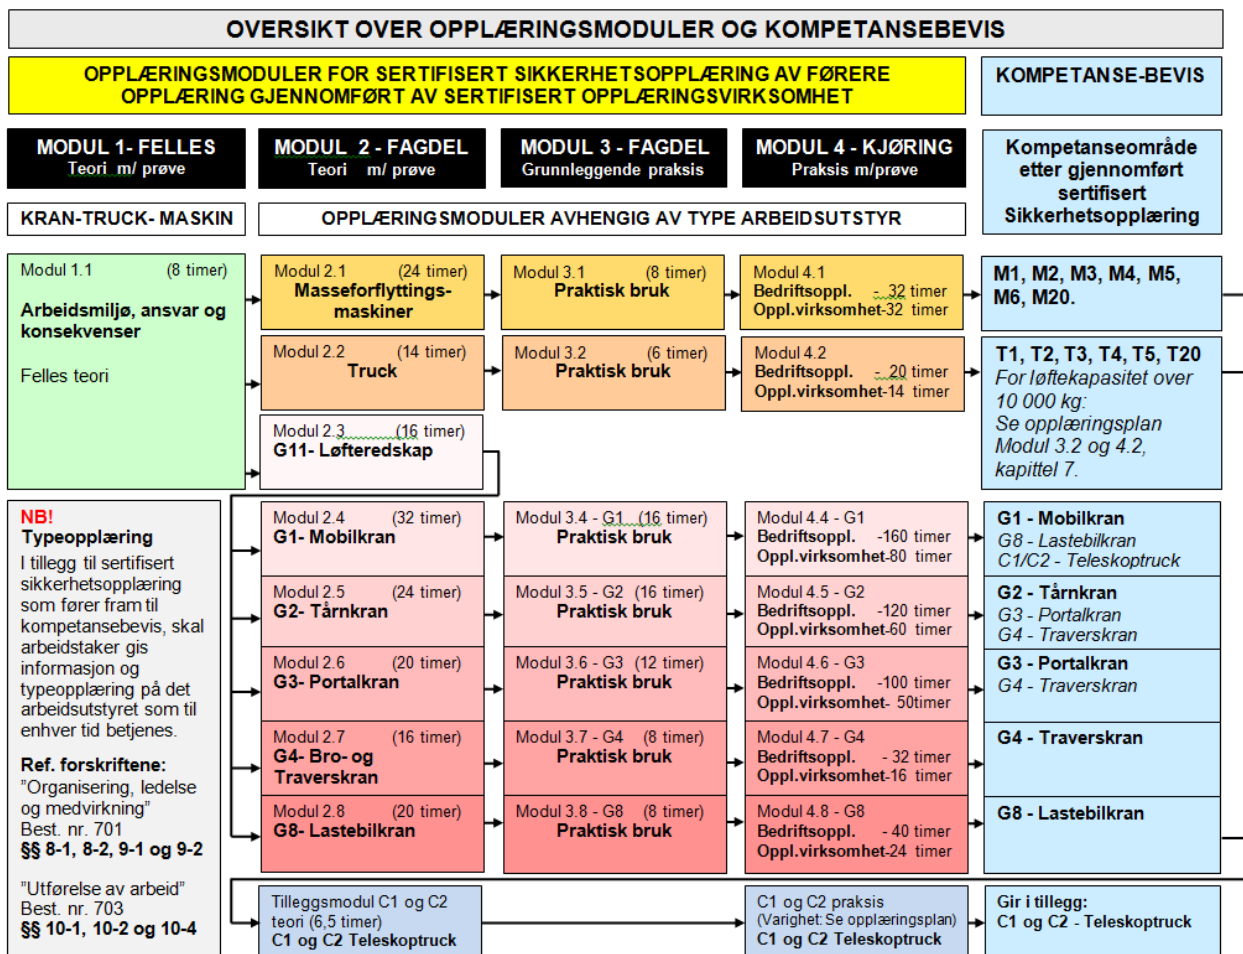 OVERSIKT OVER OPPLÆRINGSMODULER OG KOMPETANSEBEVIS
OPPLÆRINGSMODULER FOR SERTIFISERT SIKKERHETSOPPLÆRING AV FØRERE
OPPLÆRING GJENNOMFØRT AV SERTIFISERT OPPLÆRINGSVIRKSOMHET
KOMPETANSE-BEVIS
MODUL 1- FELLES
Teori m/ prøve
MODUL 2 - FAGDEL
Teori m/ prøve
MODUL 3 - FAGDEL
Grunnleggende praksis
MODUL 4 - KJØRING
Praksis m/prøve
Kompetanseområde
etter gjennomført
sertifisert
Sikkerhetsopplæring
KRAN-TRUCK- MASKIN
OPPLÆRINGSMODULER AVHENGIG AV TYPE ARBEIDSUTSTYR
Modul 1.1 (8 timer)
Arbeidsmiljø, ansvar og
konsekvenser
Felles teori
Modul 2.1 (24 timer)
Masseforflyttings-
maskiner
Modul 3.1 (8 timer)
Praktisk bruk
Modul 4.1
Bedriftsoppl. - 32 timer
Oppl.virksomhet-32 timer
M1, M2, M3, M4, M5,
M6, M20.
Modul 2.2 (14 timer)
Truck
Modul 3.2 (6 timer)
Praktisk bruk
Modul 4.2
Bedriftsoppl. - 20 timer
Oppl.virksomhet-14 timer
T1, T2, T3, T4, T5, T20
For løftekapasitet over
10 000 kg:
Se opplæringsplan
Modul 3.2 og 4.2,
kapittel 7.
Modul 2.3 (16 timer)
G11- Løfteredskap
NB!
Typeopplæring
I tillegg til sertifisert
sikkerhetsopplæring
som fører fram til
kompetansebevis, skal
arbeidstaker gis
informasjon og
typeopplæring på det
arbeidsutstyret som til
enhver tid betjenes.
Ref. forskriftene:
"Organisering, ledelse
og medvirkning"
Best. nr. 701
§§ 8-1, 8-2, 9-1 og 9-2
"Utførelse av arbeid"
Best. nr. 703
§§ 10-1, 10-2 og 10-4
Modul 2.4 (32 timer)
G1- Mobilkran
Modul 3.4 - G1 (16 timer)
Praktisk bruk
Modul 4.4 - G1
Bedriftsoppl. -160 timer
Oppl.virksomhet-80 timer
G1 - Mobilkran
G8 - Lastebilkran
C1/C2 - Teleskoptruck
Modul 2.5 (24 timer)
G2- Tårnkran
Modul 3.5 - G2 (16 timer)
Praktisk bruk
Modul 4.5 - G2
Bedriftsoppl. -120 timer
Oppl.virksomhet-60 timer
G2 - Tårnkran
G3 - Portalkran
G4 - Traverskran
Modul 2.6 (20 timer)
G3- Portalkran
Modul 3.6 - G3 (12 timer)
Praktisk bruk
Modul 4.6 - G3
Bedriftsoppl. -100 timer
Oppl.virksomhet- 50timer
G3 - Portalkran
G4 - Traverskran
Modul 2.7 (16 timer)
G4- Bro- og
Traverskran
Modul 3.7 - G4 (8 timer)
Praktisk bruk
Modul 4.7 - G4
Bedriftsoppl. - 32 timer
Oppl.virksomhet-16 timer
G4 - Traverskran
Modul 2.8 (20 timer)
G8- Lastebilkran
Modul 3.8 - G8 (8 timer)
Praktisk bruk
Modul 4.8 - G8
Bedriftsoppl. - 40 timer
Oppl.virksomhet-24 timer
G8 - Lastebilkran
Tilleggsmodul C1 og C2
teori (6,5 timer)
C1 og C2 Teleskoptruck
C1 og C2 praksis
(Varighet: Se opplæringsplan)
C1 og C2 Teleskoptruck
Gir i tillegg:
C1 og C2 - Teleskoptruck